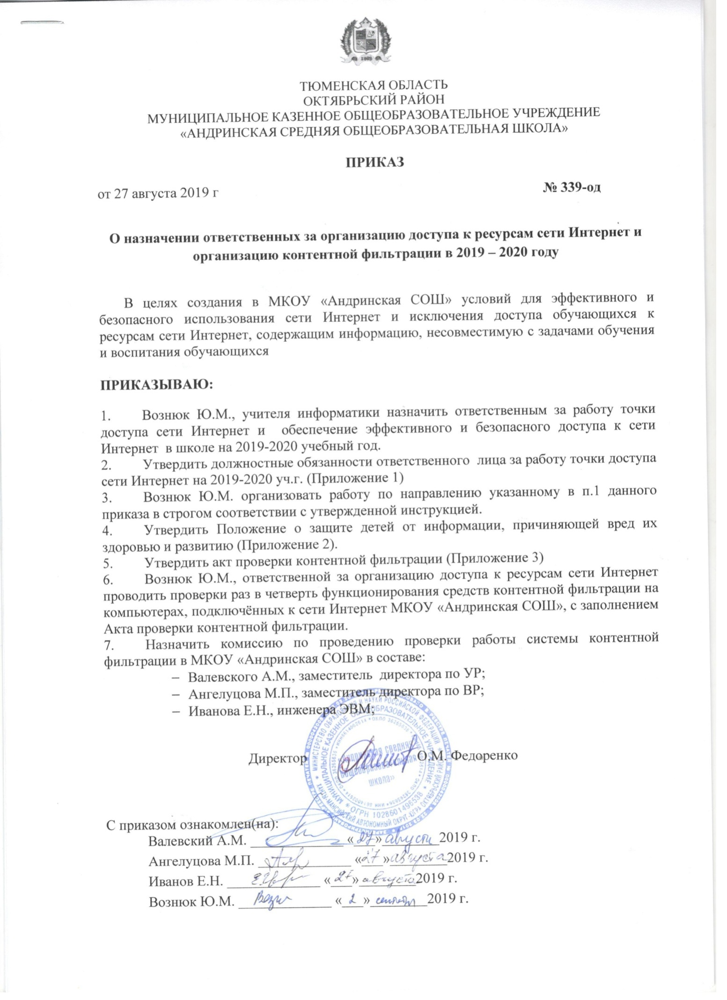 ТЮМЕНСКАЯ ОБЛАСТЬ
ОКТЯБРЬСКИЙ РАЙОН
МУНИЦИПАЛЬНОЕ КАЗЕННОЕ ОБЩЕОБРАЗОВАТЕЛЬНОЕ УЧРЕЖДЕНИЕ
«АНДРИНСКАЯ СРЕДНЯЯ ОБЩЕОБРАЗОВАТЕЛЬНАЯ ШКОЛА»
ПРИКАЗ
от 27 августа 2019 г № 339-од
О назначении ответственных за организацию доступа к ресурсам сети Интернет и
организацию контентной фильтрации в 2019 – 2020 году
В целях создания в МКОУ «Андринская СОШ» условий для эффективного и
безопасного использования сети Интернет и исключения доступа обучающихся к
ресурсам сети Интернет, содержащим информацию, несовместимую с задачами обучения
и воспитания обучающихся
ПРИКАЗЫВАЮ:
1. Вознюк Ю.М., учителя информатики назначить ответственным за работу точки
доступа сети Интернет и обеспечение эффективного и безопасного доступа к сети
Интернет в школе на 2019-2020 учебный год.
2. Утвердить должностные обязанности ответственного лица за работу точки доступа
сети Интернет на 2019-2020 уч.г. (Приложение 1)
3. Вознюк Ю.М. организовать работу по направлению указанному в п.1 данного
приказа в строгом соответствии с утвержденной инструкцией.
4. Утвердить Положение о защите детей от информации, причиняющей вред их
здоровью и развитию (Приложение 2).
5. Утвердить акт проверки контентной фильтрации (Приложение 3)
6. Вознюк Ю.М., ответственной за организацию доступа к ресурсам сети Интернет
проводить проверки раз в четверть функционирования средств контентной фильтрации на
компьютерах, подключённых к сети Интернет МКОУ «Андринская СОШ», с заполнением
Акта проверки контентной фильтрации.
7. Назначить комиссию по проведению проверки работы системы контентной
фильтрации в МКОУ «Андринская СОШ» в составе:
– Валевского А.М., заместитель директора по УР;
– Ангелуцова М.П., заместитель директора по ВР;
– Иванова Е.Н., инженера ЭВМ;
Директор О.М. Федоренко
МИНИСТЕРСТВО ОБРАЗОВАНИЯ И НАУКИ РОССИЙСКОЙ ФЕДЕРАЦИИ
ХАНТЫ-МАНСИЙСКИЙ АВТОНОМНЫЙ ОКРУГ-ЮГРА ОКТЯБРЬСКИЙ РАЙОН
МУНИЦИПАЛЬНОЕ КАЗЕННОЕ ОБЩЕОБРАЗОВАТЕЛЬНОЕ УЧРЕЖДЕНИЕ
ОГРН 1028601496538
«Андринская средняя
общеобразовательная
школа»
С приказом ознакомлен(на):
Валевский А.М. «27» августа 2019 г.
Ангелуцова М.П. «27» августа 2019 г.
Иванов Е.Н. «27» августа 2019 г.
Вознюк Ю.М. «2» сентября 2019 г.